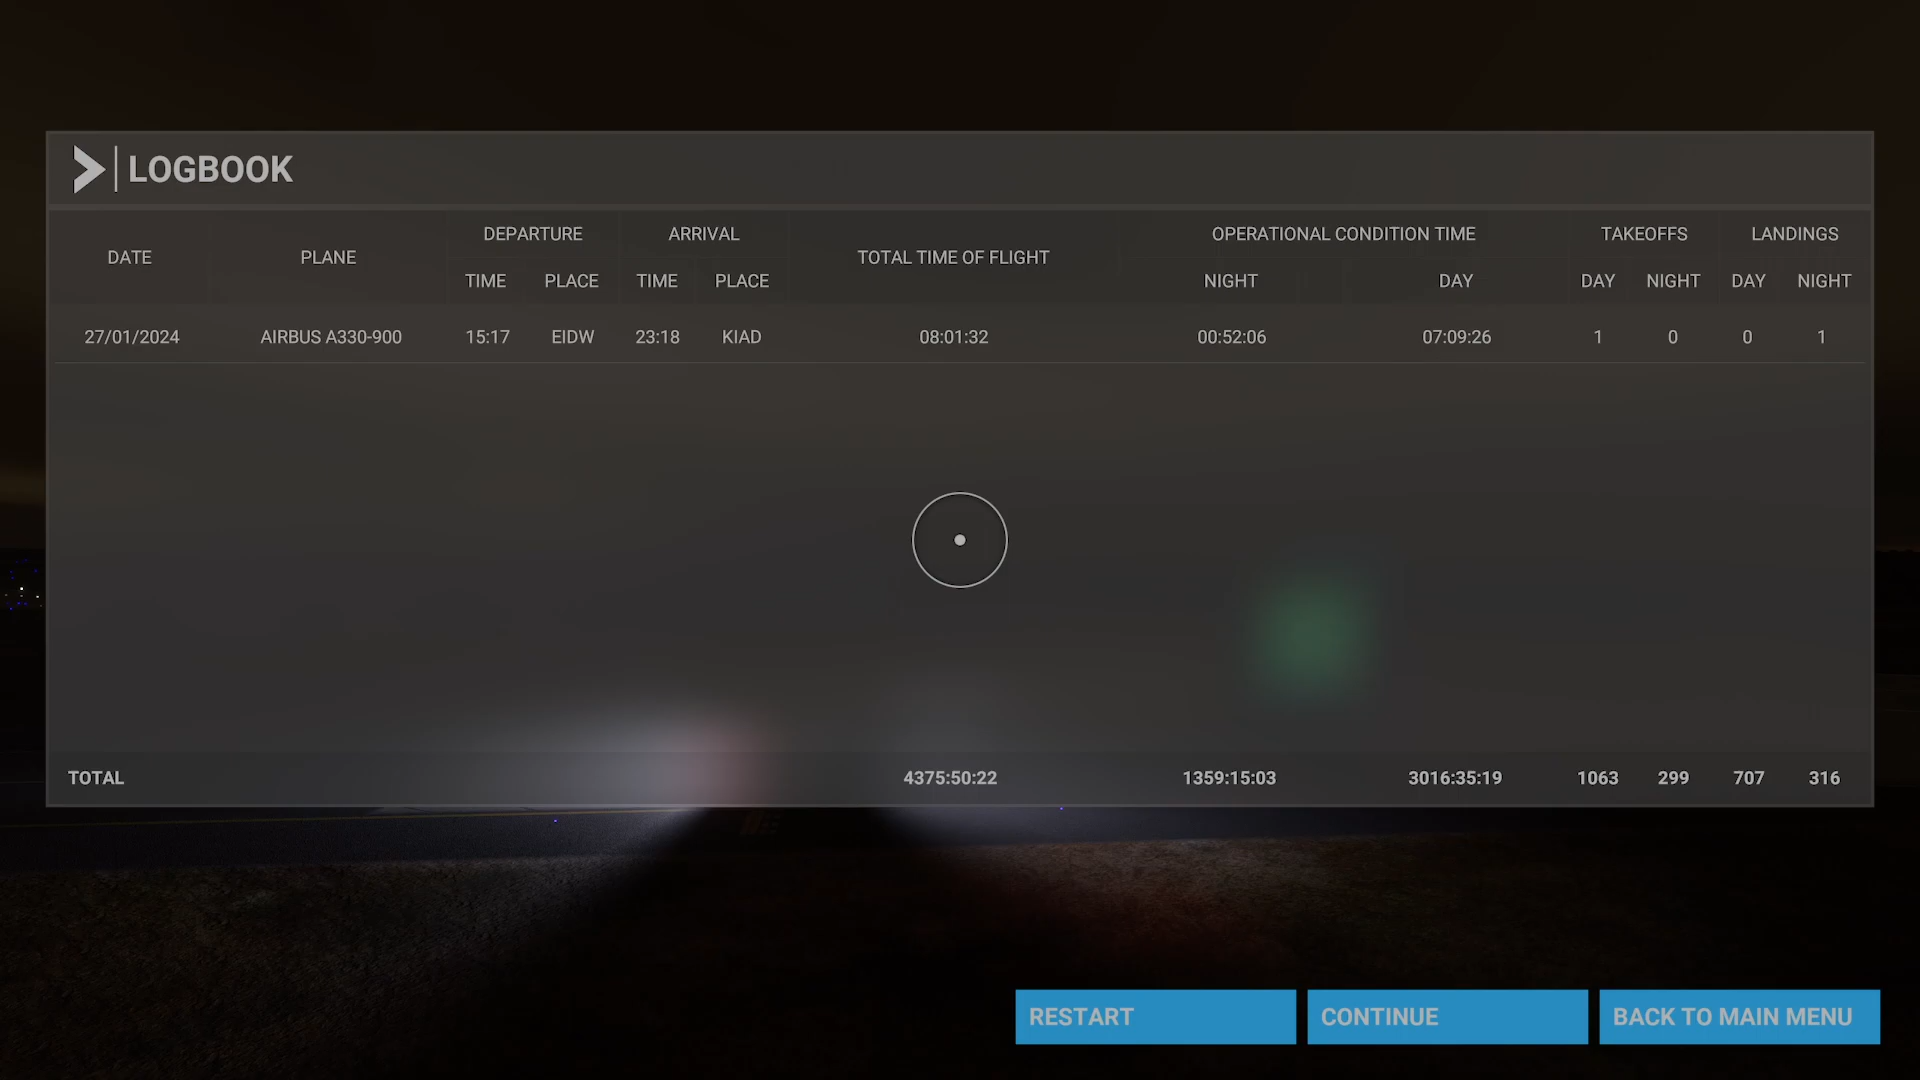 LOGBOOK
DATE PLANE DEPARTURE ARRIVAL TOTAL TIME OF FLIGHT OPERATIONAL CONDITION TIME TAKEOFFS LANDINGS
TIME PLACE TIME PLACE NIGHT DAY DAY NIGHT DAY NIGHT
27/01/2024 AIRBUS A330-900 15:17 EIDW 23:18 KIAD 08:01:32 00:52:06 07:09:26 1 0 0 1
TOTAL 4375:50:22 1359:15:03 3016:35:19 1063 299 707 316
RESTART CONTINUE BACK TO MAIN MENU